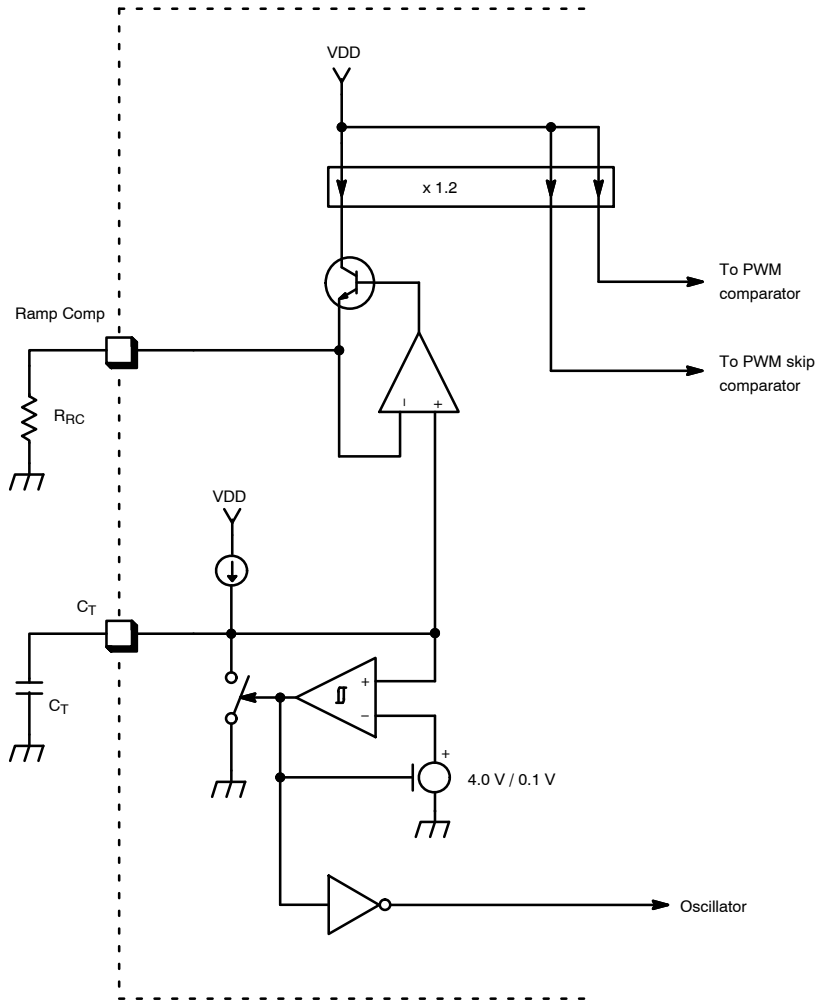 VDD
x 1.2
To PWM
comparator
Ramp Comp
To PWM skip
comparator
RRC
– +
VDD
CT
+
CT
–
+
4.0 V / 0.1 V
Oscillator